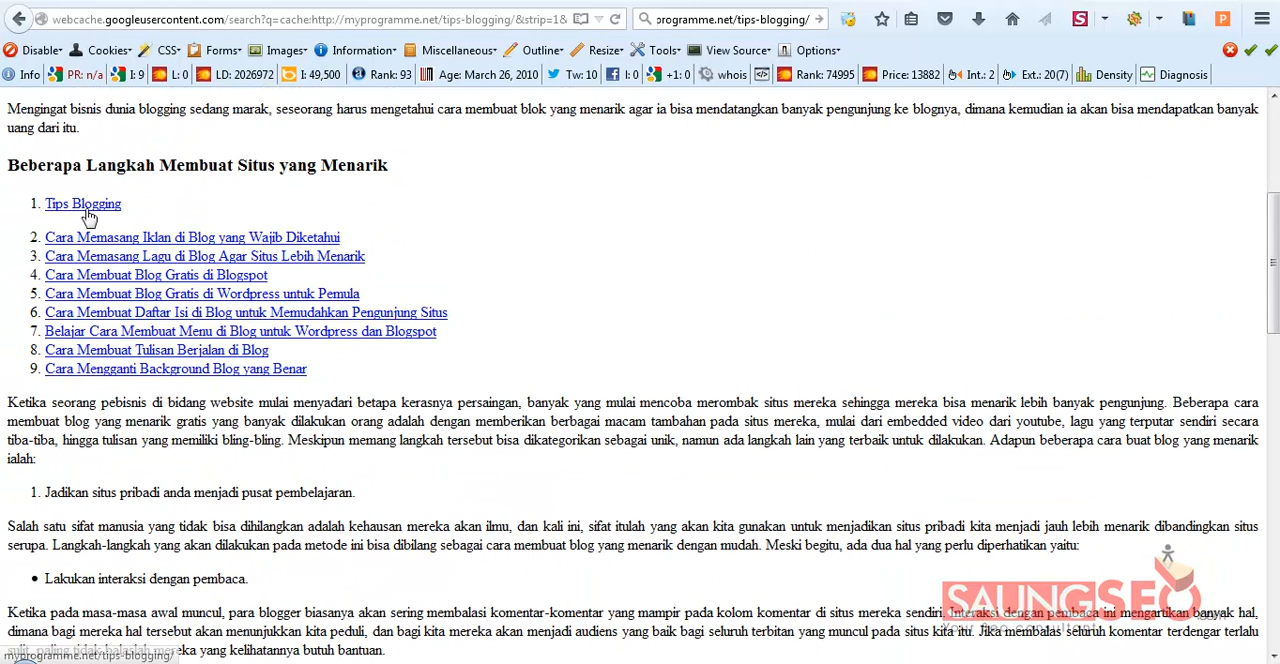 webcache.googleusercontent.com/search?q=cache:http://myprogramme.net/tips-blogging/&strip=1& rogramme.net/tips-blogging/
Disable Cookies CSS Forms Images Information Miscellaneous Outline Resize Tools View Source Options
Info PR: n/a I: 9 L: 0 LD: 2026972 I: 49,500 Rank: 93 Age: March 26, 2010 Tw: 10 I: 0 +1: 0 whois Rank: 74995 Price: 13882 Int.: 2 Ext.: 20(7) Density Diagnosis
Mengingat bisnis dunia blogging sedang marak, seseorang harus mengetahui cara membuat blok yang menarik agar ia bisa mendatangkan banyak pengunjung ke blognya, dimana kemudian ia akan bisa mendapatkan banyak
uang dari itu.
Beberapa Langkah Membuat Situs yang Menarik
1. Tips Blogging
2. Cara Memasang Iklan di Blog yang Wajib Diketahui
3. Cara Memasang Lagu di Blog Agar Situs Lebih Menarik
4. Cara Membuat Blog Gratis di Blogspot
5. Cara Membuat Blog Gratis di Wordpress untuk Pemula
6. Cara Membuat Daftar Isi di Blog untuk Memudahkan Pengunjung Situs
7. Belajar Cara Membuat Menu di Blog untuk Wordpress dan Blogspot
8. Cara Membuat Tulisan Berjalan di Blog
9. Cara Mengganti Background Blog yang Benar
Ketika seorang pebisnis di bidang website mulai menyadari betapa kerasnya persaingan, banyak yang mulai mencoba merombak situs mereka sehingga mereka bisa menarik lebih banyak pengunjung. Beberapa cara
membuat blog yang menarik gratis yang banyak dilakukan orang adalah dengan memberikan berbagai macam tambahan pada situs mereka, mulai dari embedded video dari youtube, lagu yang terputar sendiri secara
tiba-tiba, hingga tulisan yang memiliki bling-bling. Meskipun memang langkah tersebut bisa dikategorikan sebagai unik, namun ada langkah lain yang terbaik untuk dilakukan. Adapun beberapa cara buat blog yang menarik
ialah:
1. Jadikan situs pribadi anda menjadi pusat pembelajaran.
Salah satu sifat manusia yang tidak bisa dihilangkan adalah kehausan mereka akan ilmu, dan kali ini, sifat itulah yang akan kita gunakan untuk menjadikan situs pribadi kita menjadi jauh lebih menarik dibandingkan situs
serupa. Langkah-langkah yang akan dilakukan pada metode ini bisa dibilang sebagai cara membuat blog yang menarik dengan mudah. Meski begitu, ada dua hal yang perlu diperhatikan yaitu:
• Lakukan interaksi dengan pembaca.
Ketika pada masa-masa awal muncul, para blogger biasanya akan sering membalasi komentar-komentar yang mampir pada kolom komentar di situs mereka sendiri. Interaksi dengan pembaca ini mengartikan banyak hal,
dimana bagi mereka hal tersebut akan menunjukkan kita peduli, dan bagi kita mereka akan menjadi audiens yang baik bagi seluruh terbitan yang muncul pada situs kita itu. Jika membalas seluruh komentar terdengar terlalu
sulit, paling tidak balaslah mereka yang kelihatannya butuh bantuan.
myprogramme.net/tips-blogging/
SAUNGSEO.com
Your Seo consultant